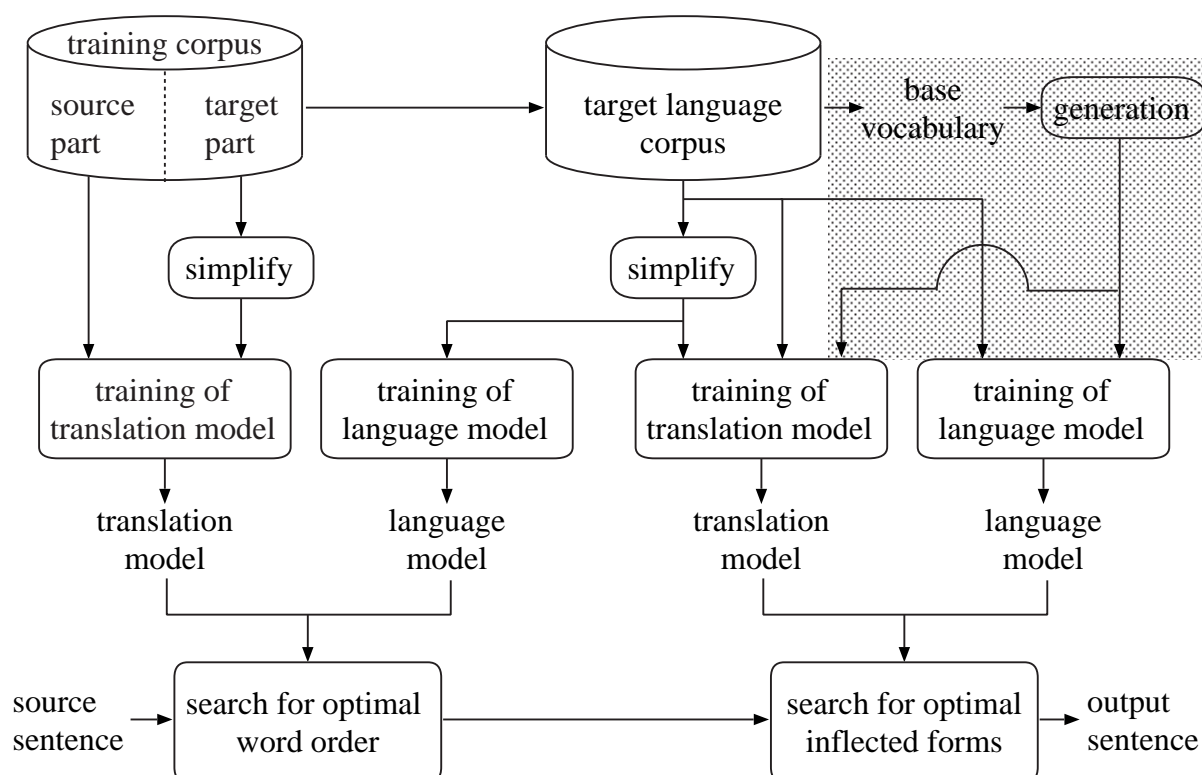 training corpus
source
part
target
part
target language
corpus
base
vocabulary
generation
simplify
simplify
training of
translation model
training of
language model
training of
translation model
training of
language model
translation
model
language
model
translation
model
language
model
source
sentence
search for optimal
word order
search for optimal
inflected forms
output
sentence